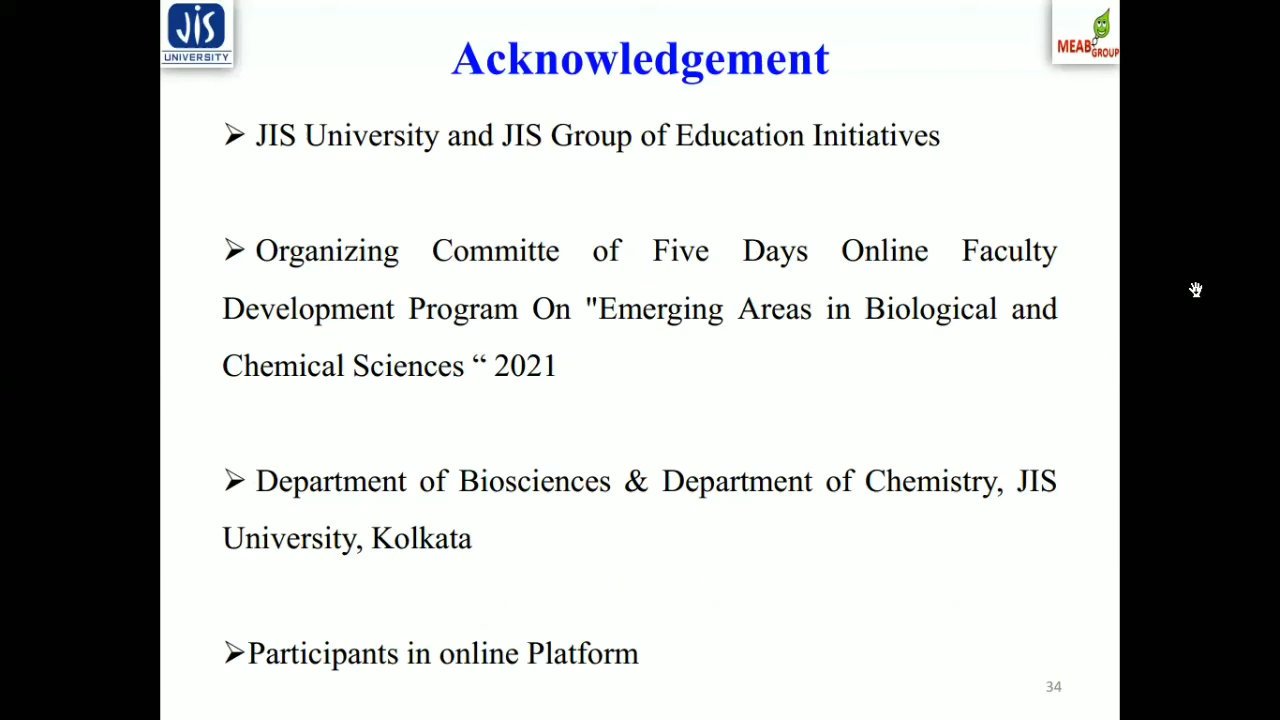 JIS
UNIVERSITY
MEAB
GROUP
Acknowledgement
➢ JIS University and JIS Group of Education Initiatives
➢ Organizing Committe of Five Days Online Faculty
Development Program On "Emerging Areas in Biological and
Chemical Sciences “ 2021
➢ Department of Biosciences & Department of Chemistry, JIS
University, Kolkata
➢Participants in online Platform
34